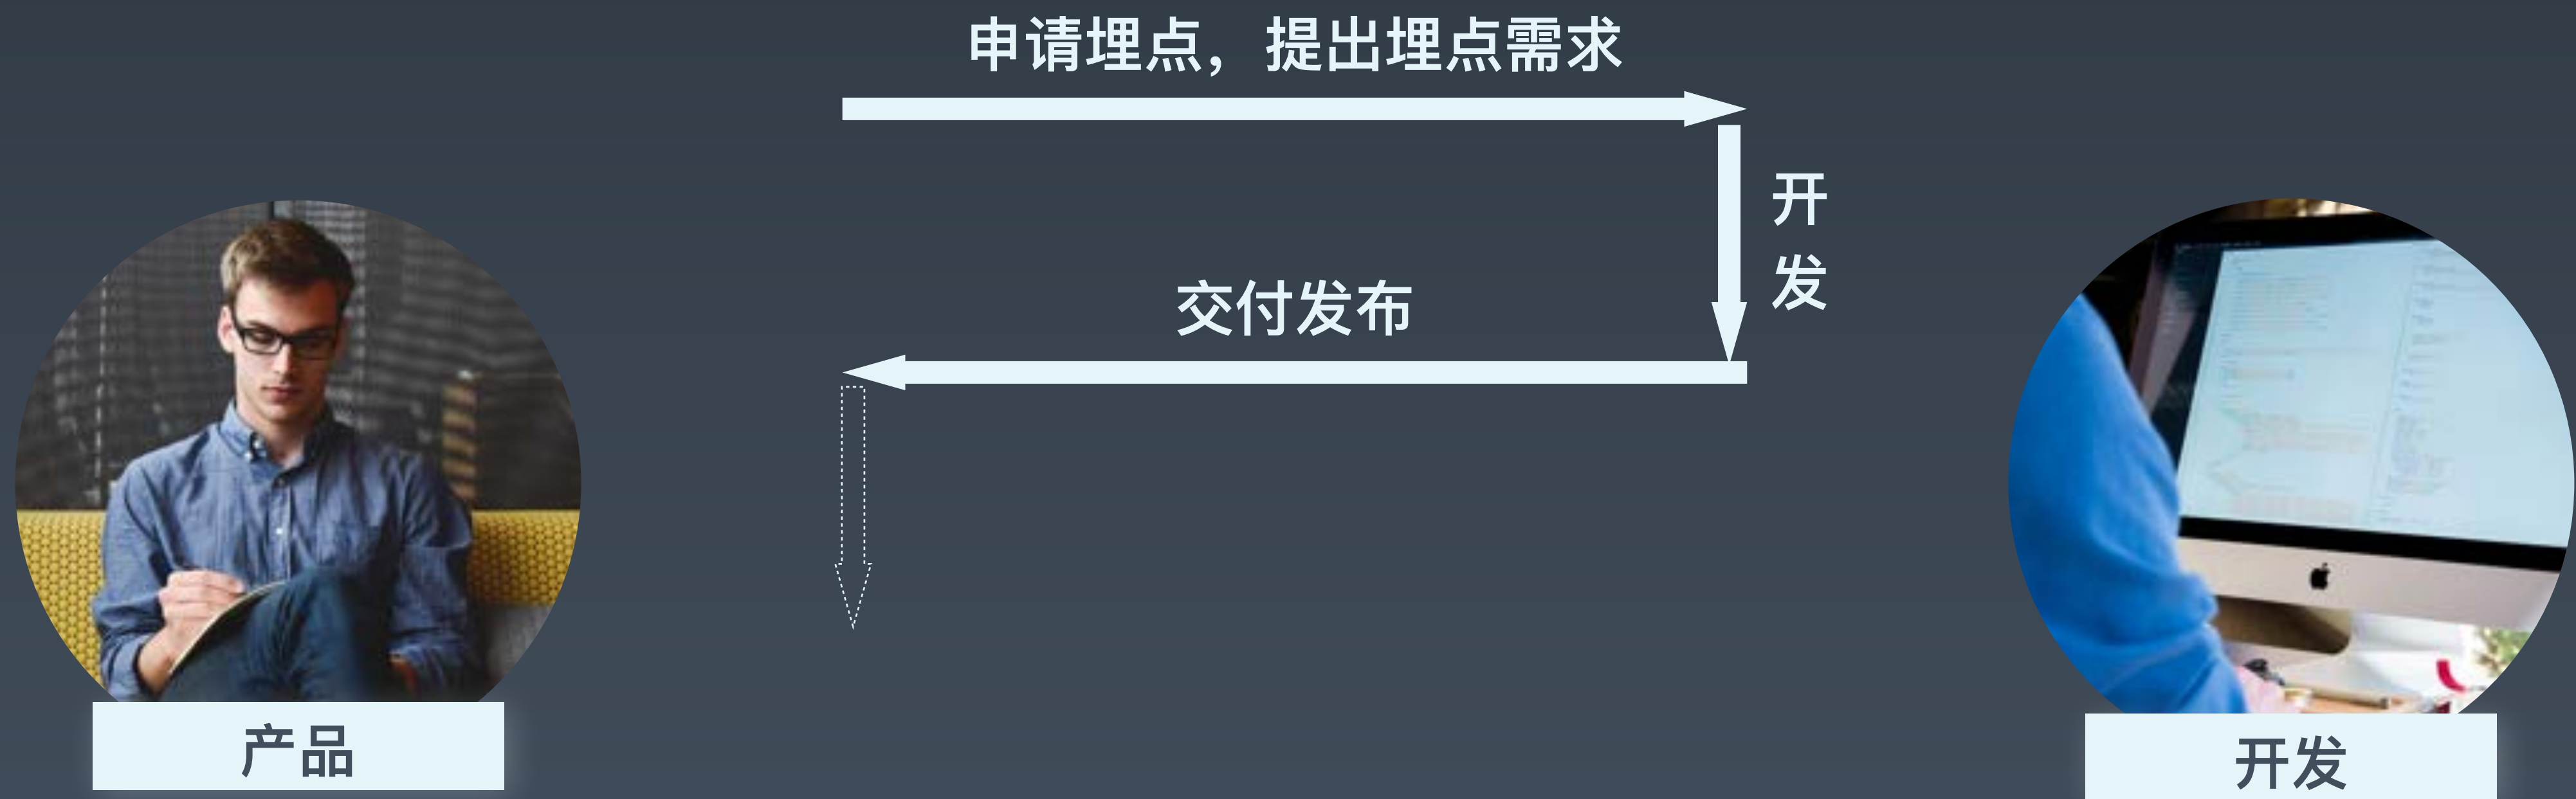 申请埋点，提出埋点需求
开
发
交付发布
产品
开发